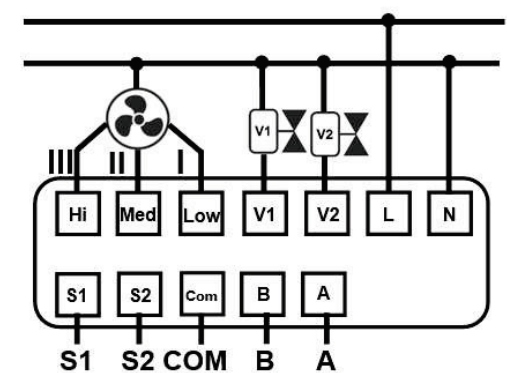 V1 V2
III II I
Hi Med Low V1 V2 L N
S1 S2 Com B A
S1 S2 COM B A